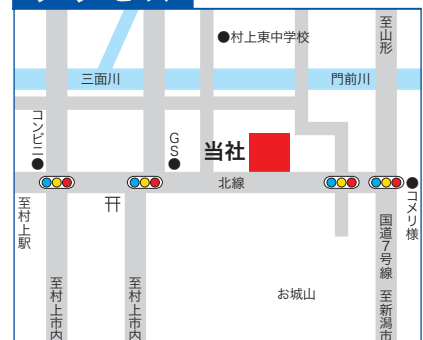 ●村上東中学校
至山形
三面川
門前川
コンビニ
GS
当社
北線
コメリ様
至村上駅
国道7号線 至新潟市
お城山
至村上市内
至村上市内